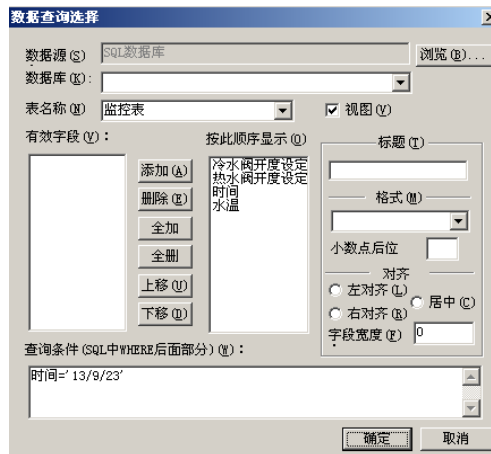 数据查询选择
数据源(S) SQL数据库 浏览(B)...
数据库(K):
表名称(N) 监控表 视图(V)
有效字段(V): 按此顺序显示(O) 标题(T)
添加(A) 冷水阀开度设定
热水阀开度设定
删除(E) 时间 格式(M)
水温
全加
全删 小数点后位
对齐
上移(U) 左对齐(L) 居中(C)
下移(D) 右对齐(R)
字段宽度(F) 0
查询条件(SQL中WHERE后面部分)(W):
时间='13/9/23'
确定 取消